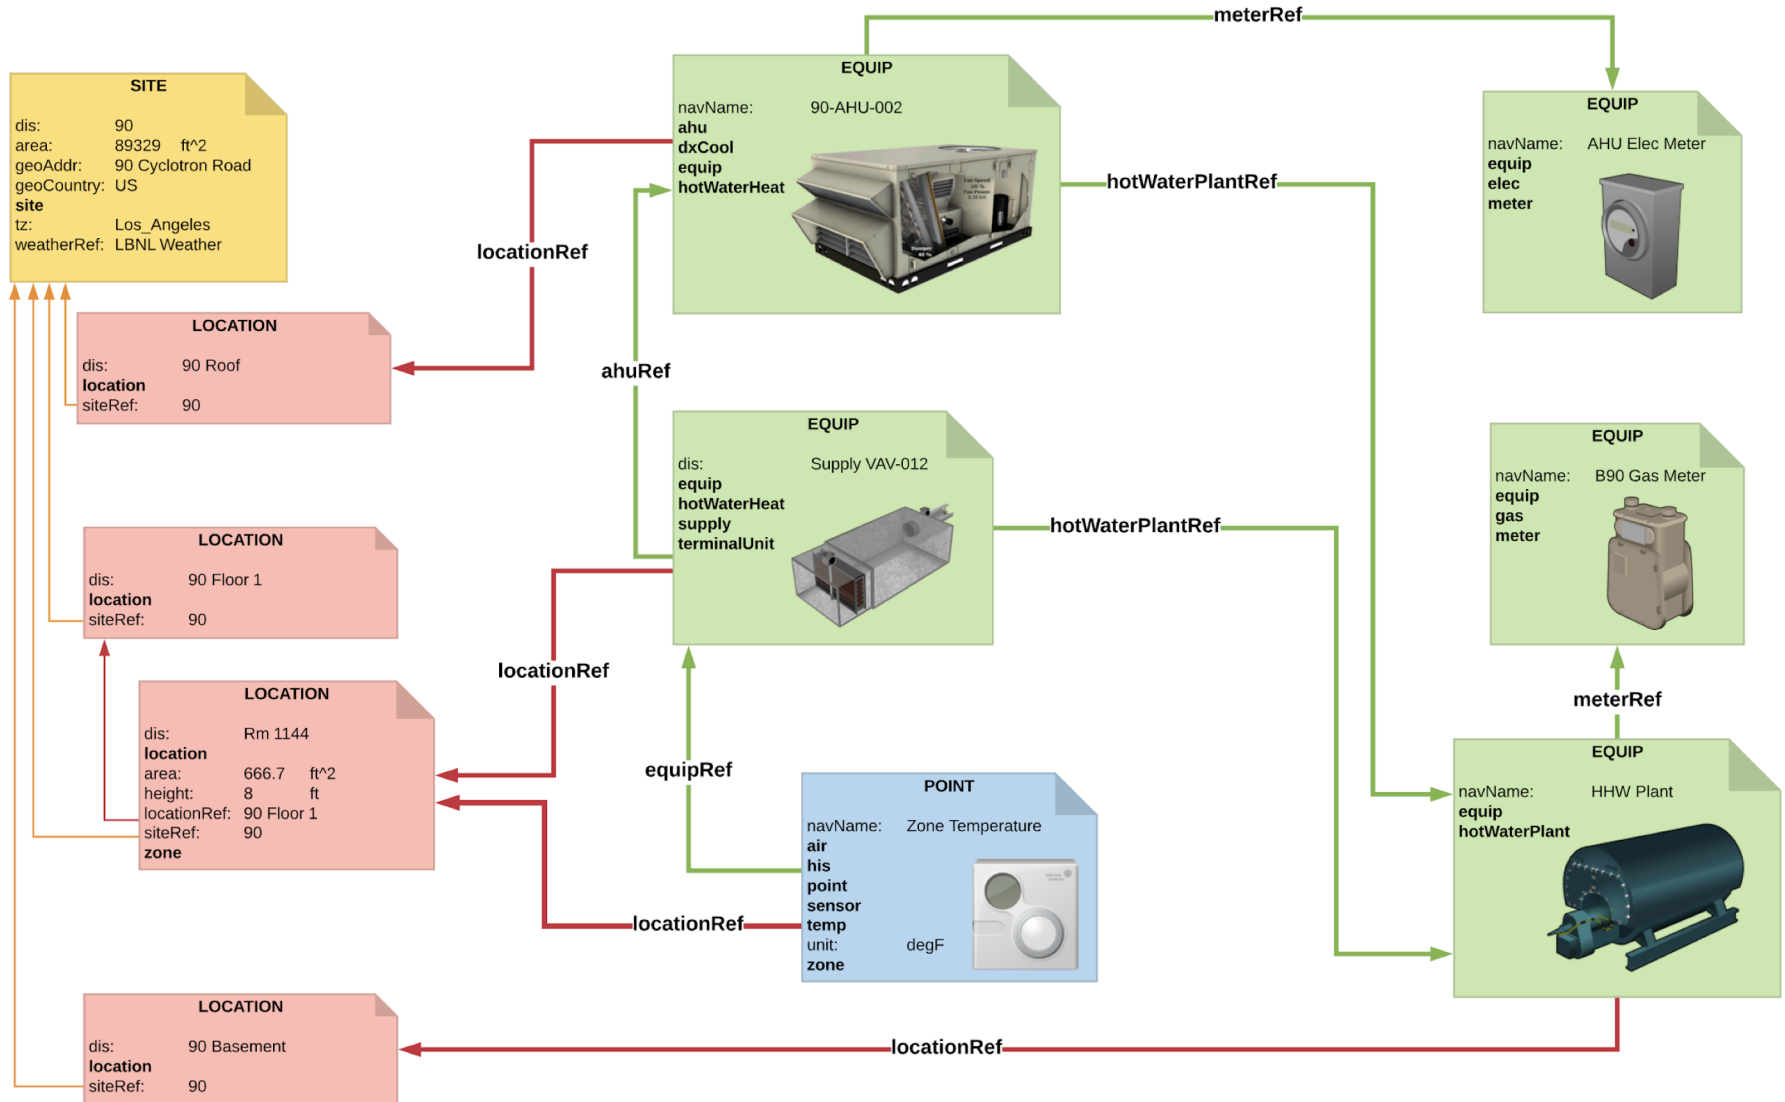 meterRef
SITE
dis: 90
area: 89329 ft^2
geoAddr: 90 Cyclotron Road
geoCountry: US
site
tz: Los_Angeles
weatherRef: LBNL Weather
EQUIP
navName: 90-AHU-002
ahu
dxCool
equip
hotWaterHeat
Fan Speed
100 %
Fan Power
Damper
EQUIP
navName: AHU Elec Meter
equip
elec
meter
hotWaterPlantRef
locationRef
LOCATION
dis: 90 Roof
location
siteRef: 90
ahuRef
EQUIP
dis: Supply VAV-012
equip
hotWaterHeat
supply
terminalUnit
hotWaterPlantRef
EQUIP
navName: B90 Gas Meter
equip
gas
meter
LOCATION
dis: 90 Floor 1
location
siteRef: 90
locationRef
meterRef
LOCATION
dis: Rm 1144
location
area: 666.7 ft^2
height: 8 ft
locationRef: 90 Floor 1
siteRef: 90
zone
equipRef
POINT
navName: Zone Temperature
air
his
point
sensor
temp
unit: degF
zone
locationRef
EQUIP
navName: HHW Plant
equip
hotWaterPlant
LOCATION
dis: 90 Basement
location
siteRef: 90
locationRef